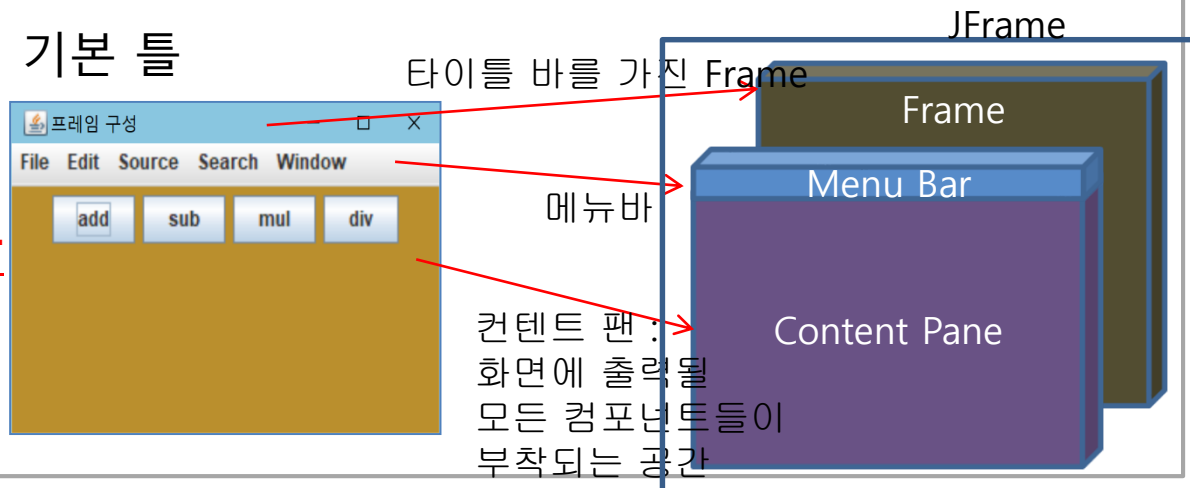 기본 틀
JFrame
타이틀 바를 가진 Frame
프레임 구성
File Edit Source Search Window
add sub mul div
메뉴바
컨텐트 팬 :
화면에 출력될
모든 컴포넌트들이
부착되는 공간
Frame
Menu Bar
Content Pane